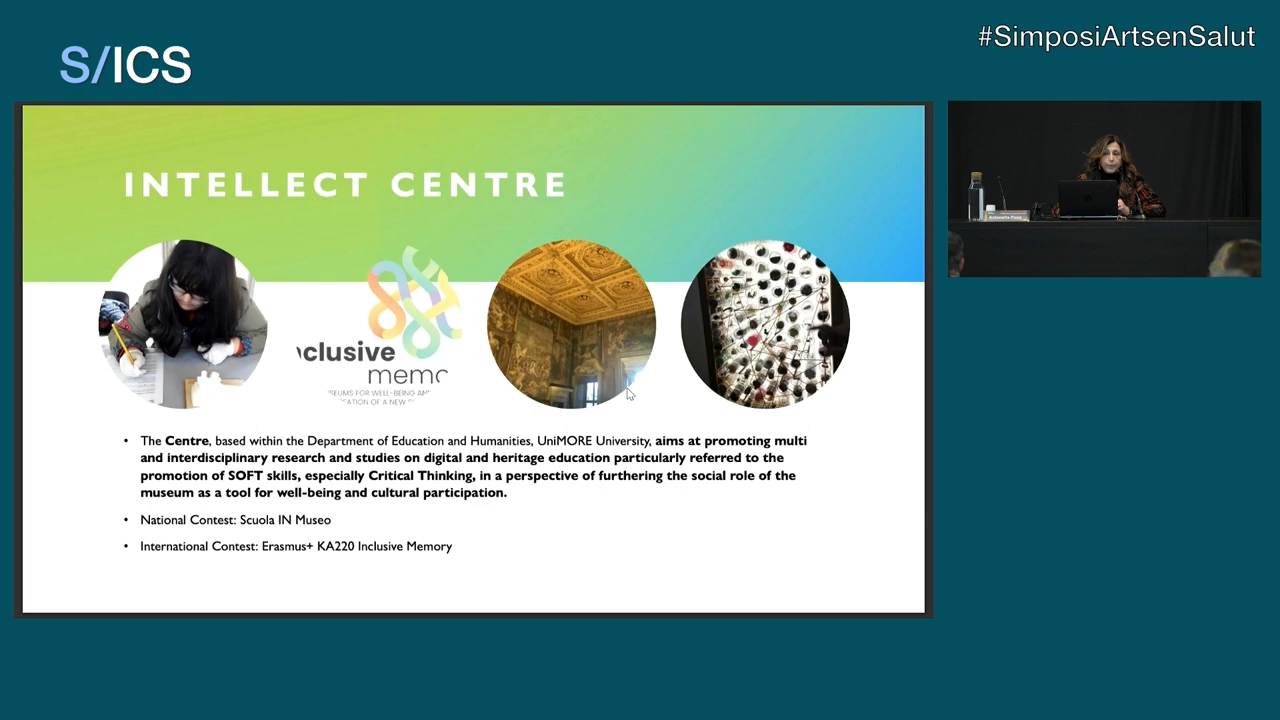 #SimposiArtsenSalut
S/ICS
INTELLECT CENTRE
clusive
memo
SEUMS FOR WELL-BEING AN
EATION OF A NEW
• The Centre, based within the Department of Education and Humanities, UniMORE University, aims at promoting multi
and interdisciplinary research and studies on digital and heritage education particularly referred to the
promotion of SOFT skills, especially Critical Thinking, in a perspective of furthering the social role of the
museum as a tool for well-being and cultural participation.
• National Contest: Scuola IN Museo
• International Contest: Erasmus+ KA220 Inclusive Memory